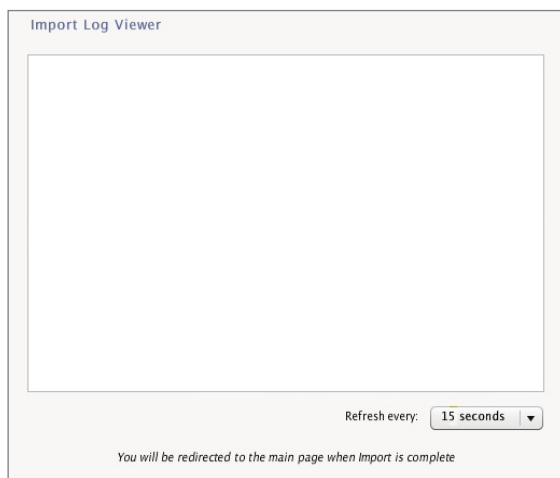 Import Log Viewer
Refresh every: 15 seconds
You will be redirected to the main page when Import is complete